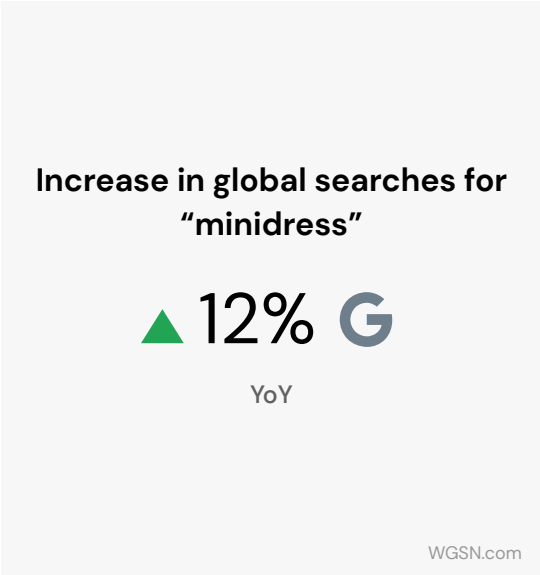 Increase in global searches for
“minidress”
12% G
YoY
WGSN.com